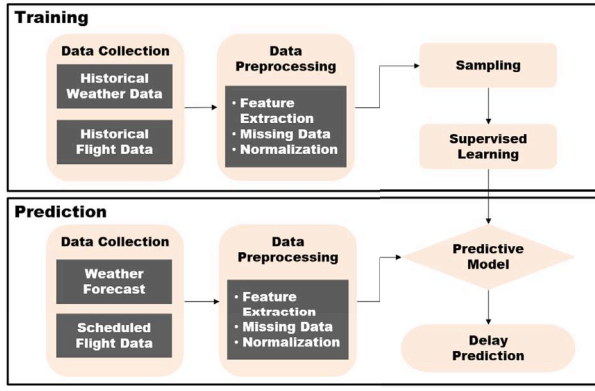 Training
Data Collection
Historical
Weather Data
Historical
Flight Data
Data
Preprocessing
• Feature
Extraction
• Missing Data
• Normalization
Sampling
Supervised
Learning
Prediction
Data Collection
Weather
Forecast
Scheduled
Flight Data
Data
Preprocessing
• Feature
Extraction
• Missing Data
• Normalization
Predictive
Model
Delay
Prediction